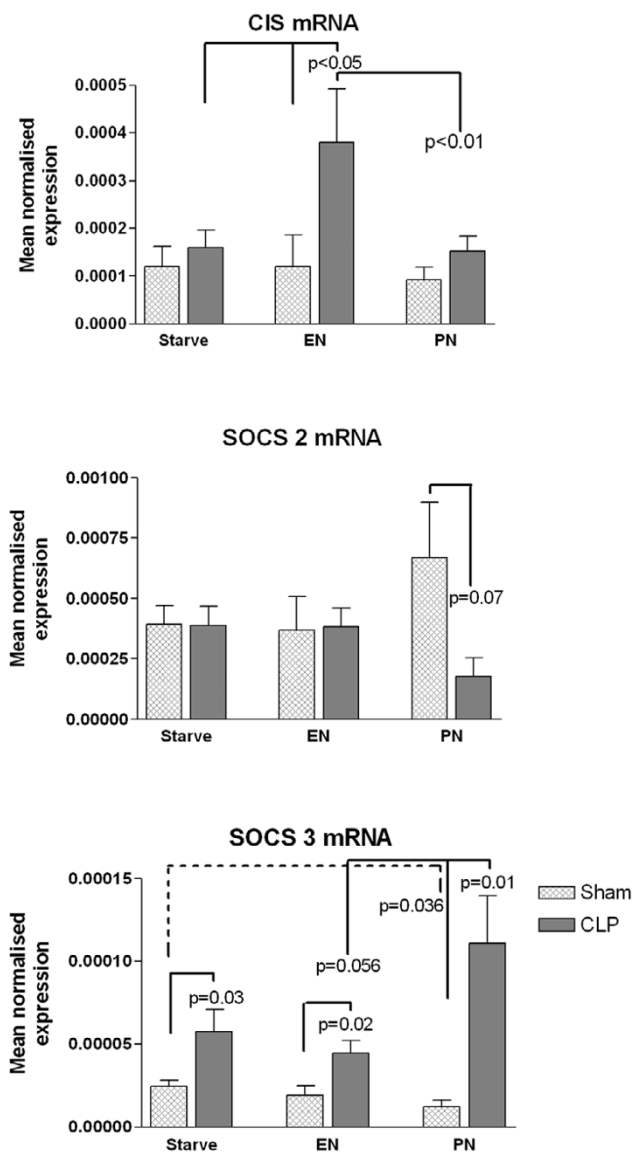 CIS mRNA
Mean normalised
expression
0.0005
0.0004
0.0003
0.0002
0.0001
0.0000
p<0.05
p<0.01
Starve
EN
PN
SOCS 2 mRNA
Mean normalised
expression
0.00100
0.00075
0.00050
0.00025
0.00000
p=0.07
Starve
EN
PN
SOCS 3 mRNA
Mean normalised
expression
0.00015
0.00010
0.00005
0.00000
p=0.01
p=0.036
p=0.056
p=0.03
p=0.02
Starve
EN
PN
Sham
CLP